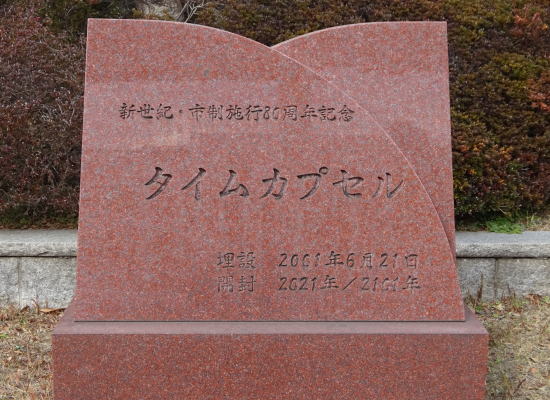 新世紀・市制施行80周年記念
タイムカプセル
埋設 2001年6月21日
開封 2021年/2101年